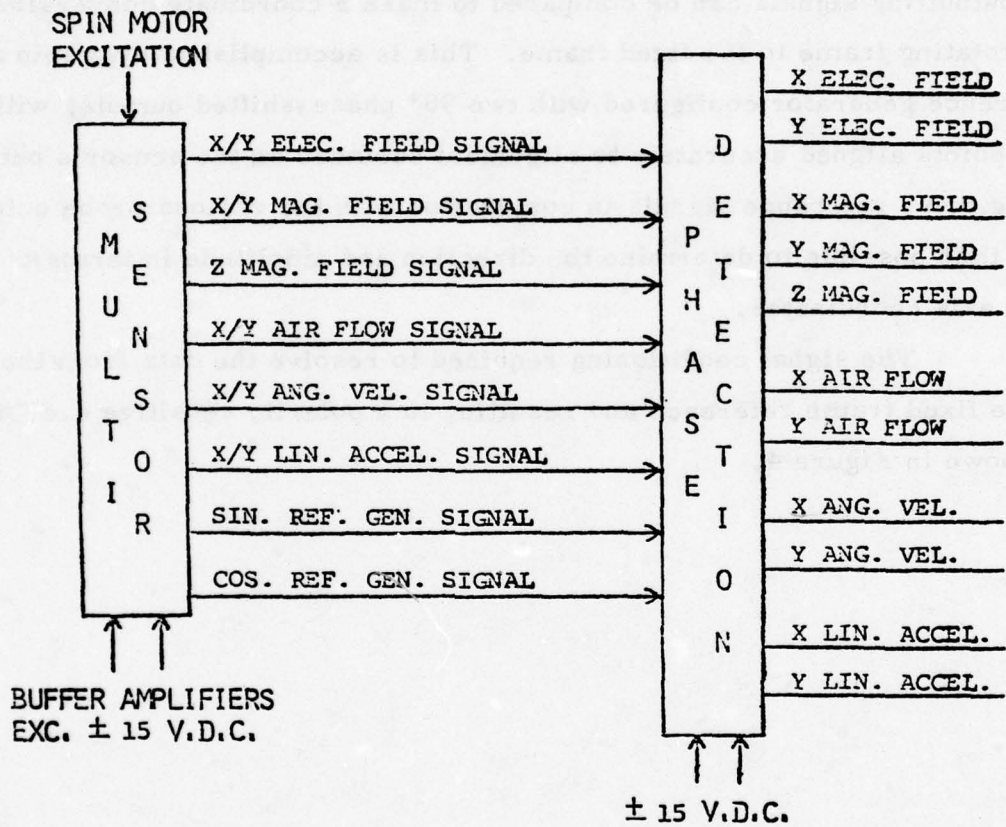 SPIN MOTOR
EXCITATION
MULTI
SENSOR
X/Y ELEC. FIELD SIGNAL
X/Y MAG. FIELD SIGNAL
Z MAG. FIELD SIGNAL
X/Y AIR FLOW SIGNAL
X/Y ANG. VEL. SIGNAL
X/Y LIN. ACCEL. SIGNAL
SIN. REF. GEN. SIGNAL
COS. REF. GEN. SIGNAL
BUFFER AMPLIFIERS
EXC. ± 15 V.D.C.
PHASE
DETECTION
X ELEC. FIELD
Y ELEC. FIELD
X MAG. FIELD
Y MAG. FIELD
Z MAG. FIELD
X AIR FLOW
Y AIR FLOW
X ANG. VEL.
Y ANG. VEL.
X LIN. ACCEL.
Y LIN. ACCEL.
± 15 V.D.C.